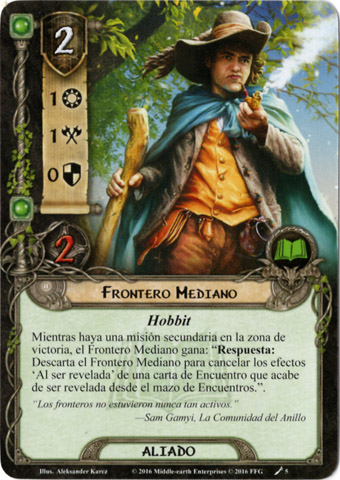 2
1
1
0
2
Frontero Mediano
Hobbit
Mientras haya una misión secundaria en la zona de
victoria, el Frontero Mediano gana: “Respuesta:
Descarta el Frontero Mediano para cancelar los efectos
‘Al ser revelada’ de una carta de Encuentro que acabe
de ser revelada desde el mazo de Encuentros.”.
“Los fronteros no estuvieron nunca tan activos.”
—Sam Gamyi, La Comunidad del Anillo
ALIADO
Illus. Aleksander Karcz © 2016 Middle-earth Enterprises © 2016 FFG 5